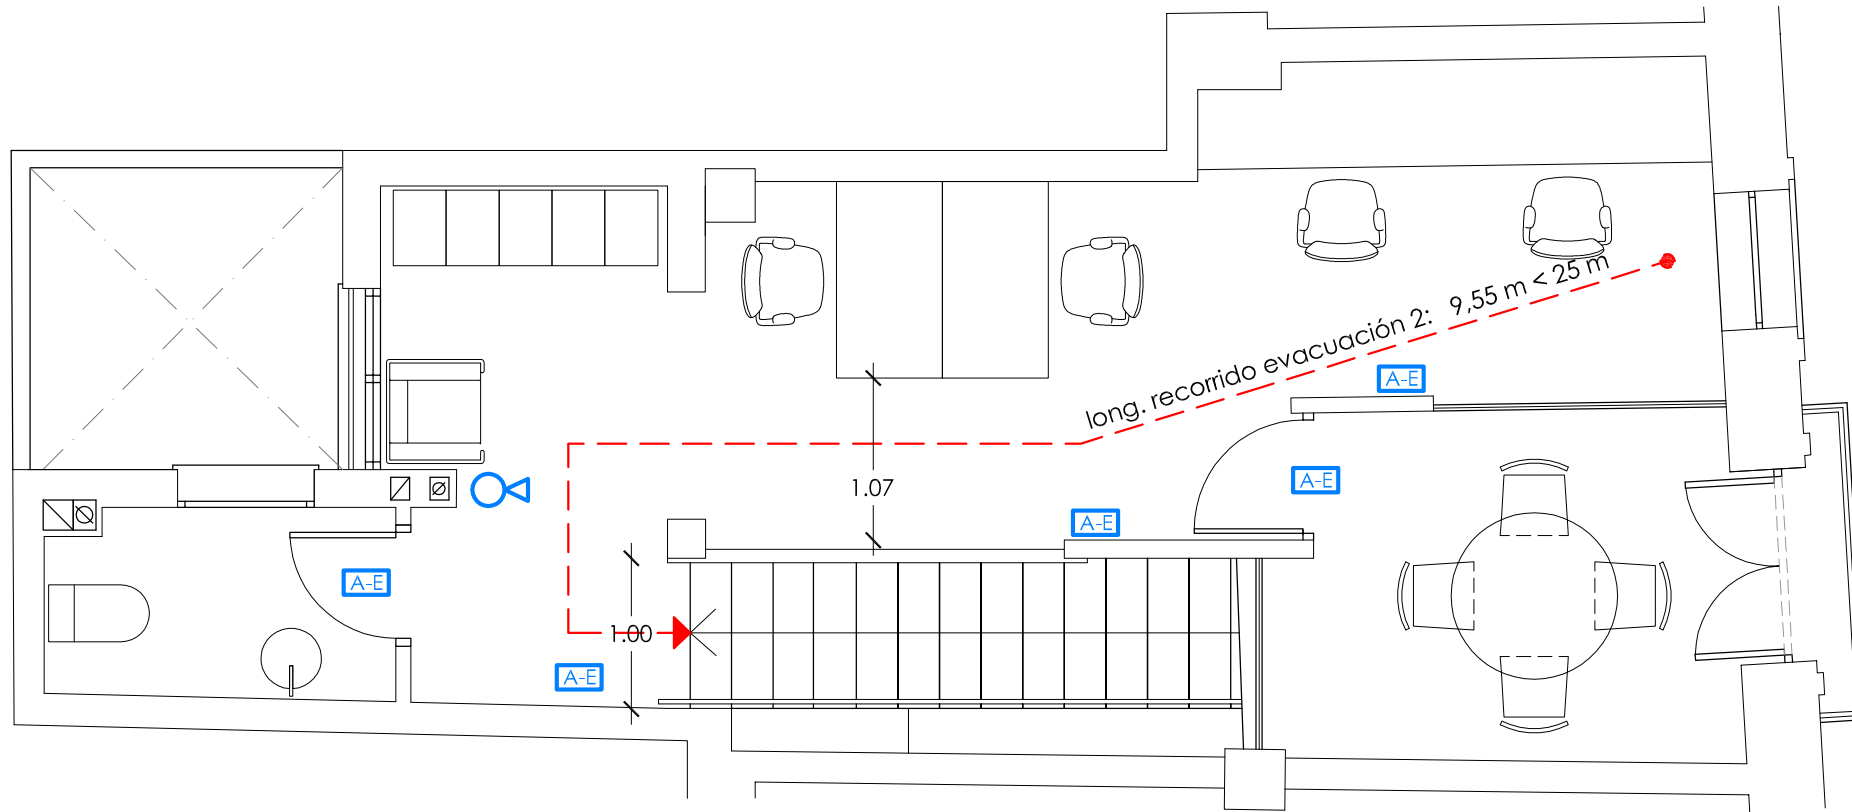 long. recorrido evacuación 2: 9,55 m < 25 m
A-E
A-E
1.07
A-E
A-E
1.00
A-E